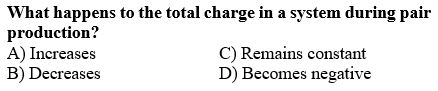 What happens to the total charge in a system during pair
production?
A) Increases C) Remains constant
B) Decreases D) Becomes negative